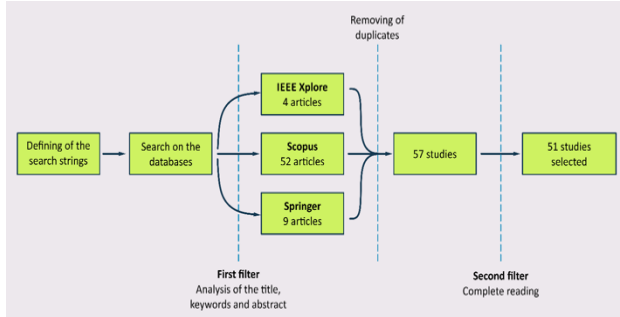 Removing of
duplicates
IEEE Xplore
4 articles
Defining of the
search strings
Search on the
databases
Scopus
52 articles
57 studies
51 studies
selected
Springer
9 articles
First filter
Analysis of the title,
keywords and abstract
Second filter
Complete reading